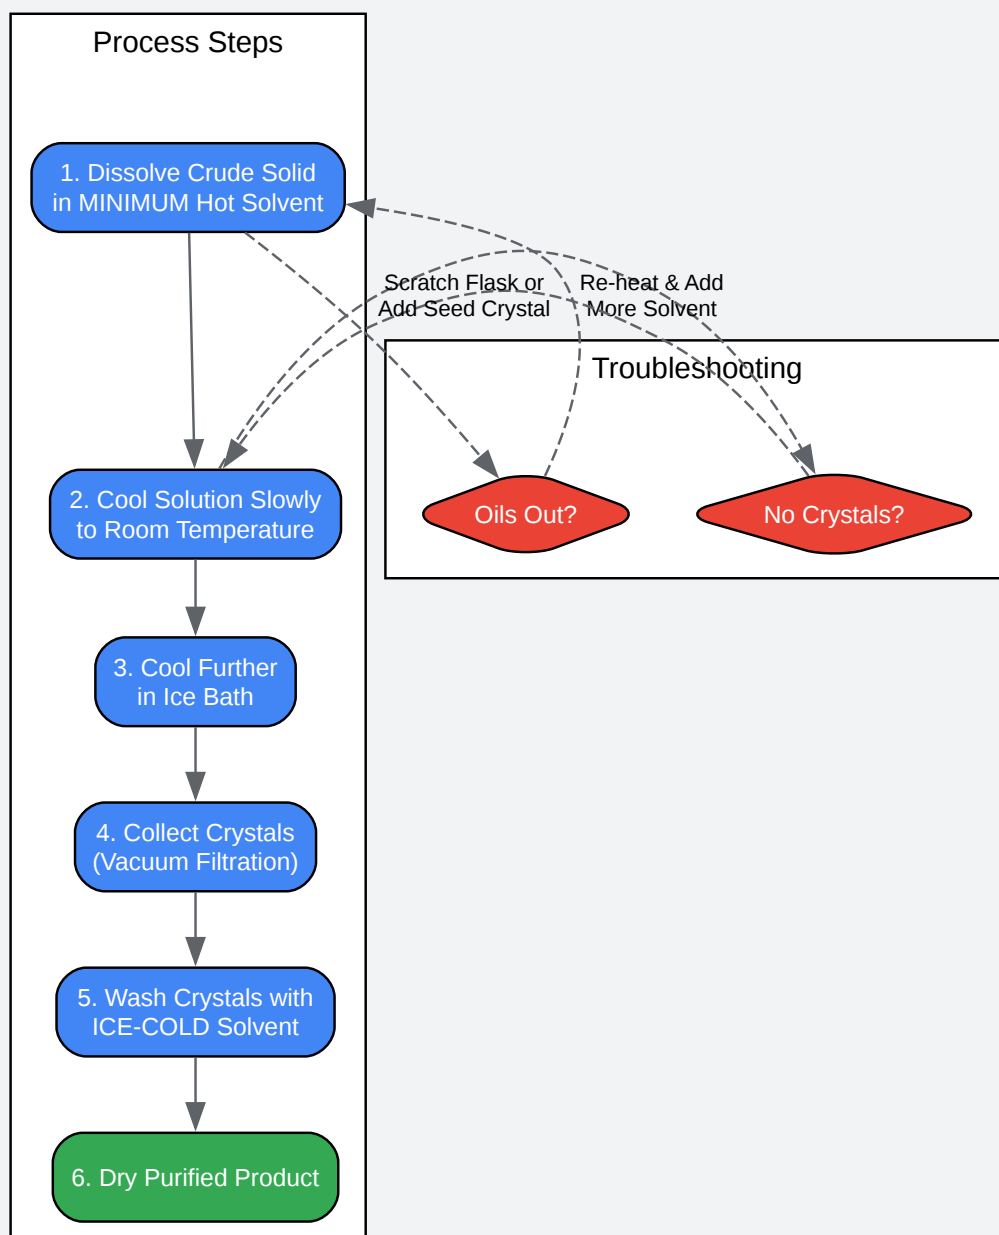 Process Steps
1. Dissolve Crude Solid
in MINIMUM Hot Solvent
Scratch Flask or
Add Seed Crystal
Re-heat & Add
More Solvent
Troubleshooting
2. Cool Solution Slowly
to Room Temperature
Oils Out?
No Crystals?
3. Cool Further
in Ice Bath
4. Collect Crystals
(Vacuum Filtration)
5. Wash Crystals with
ICE-COLD Solvent
6. Dry Purified Product